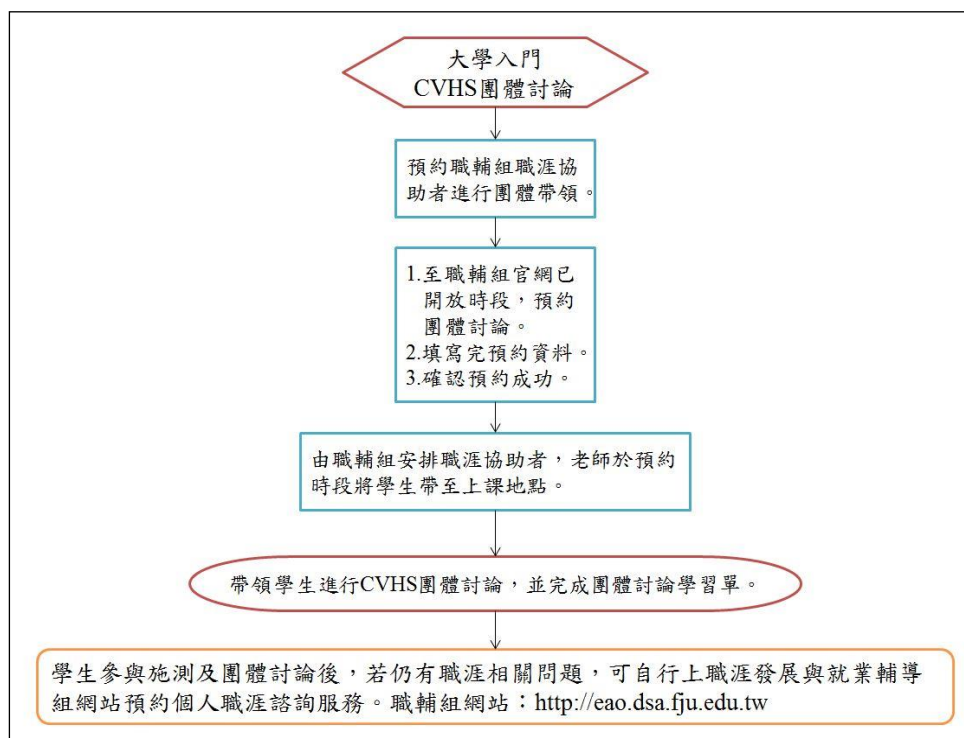 大學入門
CVHS團體討論
預約職輔組職涯協
助者進行團體帶領。
1.至職輔組官網已
開放時段，預約
團體討論。
2.填寫完預約資料。
3.確認預約成功。
由職輔組安排職涯協助者，老師於預約
時段將學生帶至上課地點。
帶領學生進行CVHS團體討論，並完成團體討論學習單。
學生參與施測及團體討論後，若仍有職涯相關問題，可自行上職涯發展與就業輔導
組網站預約個人職涯諮詢服務。職輔組網站：http://eao.dsa.fju.edu.tw